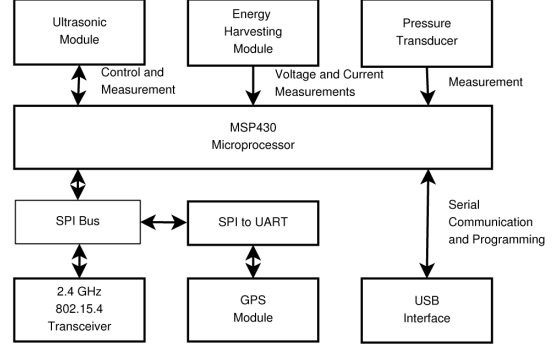 Ultrasonic
Module
Energy
Harvesting
Module
Pressure
Transducer
Control and
Measurement
Voltage and Current
Measurements
Measurement
MSP430
Microprocessor
SPI Bus
SPI to UART
Serial
Communication
and Programming
2.4 GHz
802.15.4
Transceiver
GPS
Module
USB
Interface